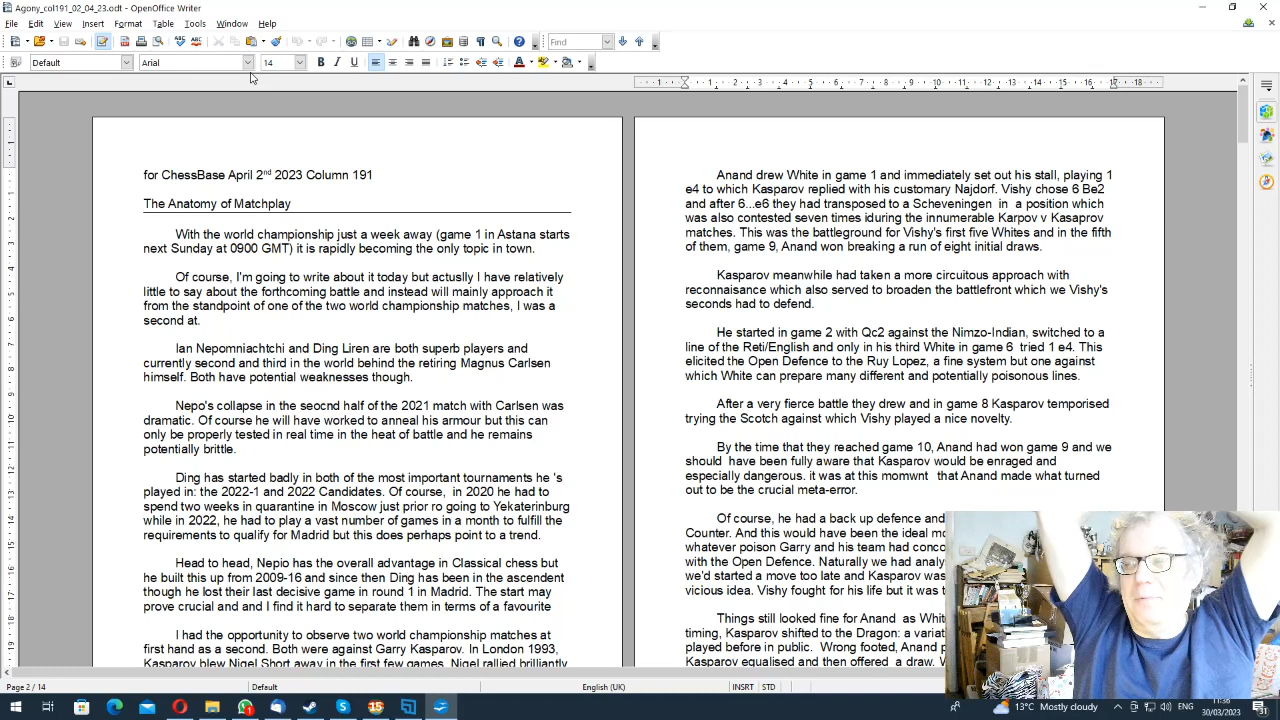 Agony_col191_02_04_23.odt - OpenOffice Writer
File Edit View Insert Format Table Tools Window Help
Find
Default Arial 14
for ChessBase April 2nd 2023 Column 191
The Anatomy of Matchplay
With the world championship just a week away (game 1 in Astana starts
next Sunday at 0900 GMT) it is rapidly becoming the only topic in town.
Of course, I'm going to write about it today but actuslly I have relatively
little to say about the forthcoming battle and instead will mainly approach it
from the standpoint of one of the two world championship matches, I was a
second at.
Ian Nepomniachtchi and Ding Liren are both superb players and
currently second and third in the world behind the retiring Magnus Carlsen
himself. Both have potential weaknesses though.
Nepo's collapse in the seocnd half of the 2021 match with Carlsen was
dramatic. Of course he will have worked to anneal his armour but this can
only be properly tested in real time in the heat of battle and he remains
potentially brittle.
Ding has started badly in both of the most important tournaments he 's
played in: the 2022-1 and 2022 Candidates. Of course, in 2020 he had to
spend two weeks in quarantine in Moscow just prior ro going to Yekaterinburg
while in 2022, he had to play a vast number of games in a month to fulfill the
requirements to qualify for Madrid but this does perhaps point to a trend.
Head to head, Nepio has the overall advantage in Classical chess but
he built this up from 2009-16 and since then Ding has been in the ascendent
though he lost their last decisive game in round 1 in Madrid. The start may
prove crucial and and I find it hard to separate them in terms of a favourite
I had the opportunity to observe two world championship matches at
first hand as a second. Both were against Garry Kasparov. In London 1993,
Kasparov blew Nigel Short away in the first few games. Nigel rallied brilliantly
Anand drew White in game 1 and immediately set out his stall, playing 1
e4 to which Kasparov replied with his customary Najdorf. Vishy chose 6 Be2
and after 6...e6 they had transposed to a Scheveningen in a position which
was also contested seven times iduring the innumerable Karpov v Kasaprov
matches. This was the battleground for Vishy's first five Whites and in the fifth
of them, game 9, Anand won breaking a run of eight initial draws.
Kasparov meanwhile had taken a more circuitous approach with
reconnaisance which also served to broaden the battlefront which we Vishy's
seconds had to defend.
He started in game 2 with Qc2 against the Nimzo-Indian, switched to a
line of the Reti/English and only in his third White in game 6 tried 1 e4. This
elicited the Open Defence to the Ruy Lopez, a fine system but one against
which White can prepare many different and potentially poisonous lines.
After a very fierce battle they drew and in game 8 Kasparov temporised
trying the Scotch against which Vishy played a nice novelty.
By the time that they reached game 10, Anand had won game 9 and we
should have been fully aware that Kasparov would be enraged and
especially dangerous. it was at this momwnt that Anand made what turned
out to be the crucial meta-error.
Of course, he had a back up defence and
Counter. And this would have been the ideal mo
whatever poison Garry and his team had conco
with the Open Defence. Naturally we had analy
we'd started a move too late and Kasparov was
vicious idea. Vishy fought for his life but it was t
Things still looked fine for Anand as Whit
timing, Kasparov shifted to the Dragon: a variat
played before in public. Wrong footed, Anand p
Kasparov equalised and then offered a draw. W
Page 2 / 14 Default English (UK) INSRT STD
13°C Mostly cloudy ENG 11:36
30/03/2023